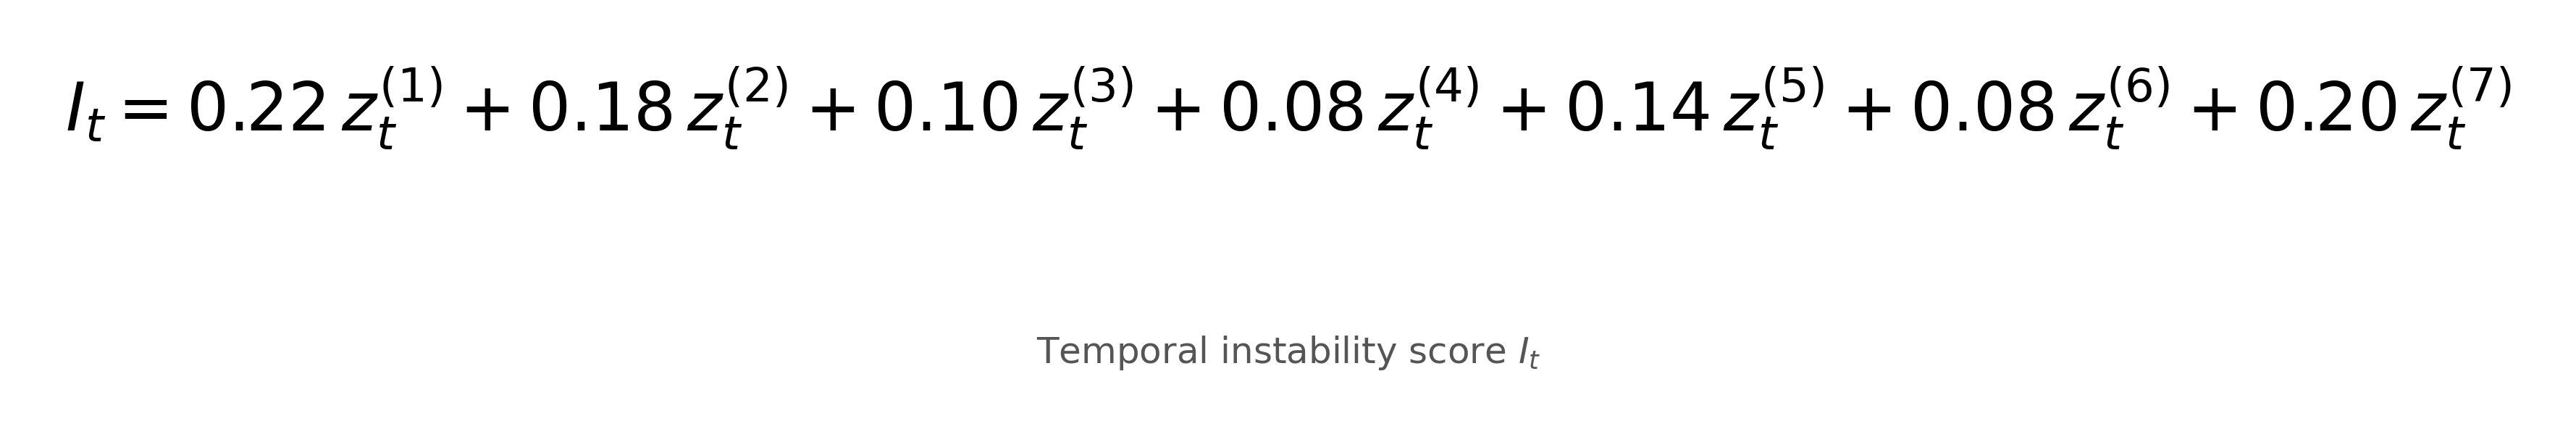 I_t = 0.22 z_t^{(1)} + 0.18 z_t^{(2)} + 0.10 z_t^{(3)} + 0.08 z_t^{(4)} + 0.14 z_t^{(5)} + 0.08 z_t^{(6)} + 0.20 z_t^{(7)}
Temporal instability score I_t